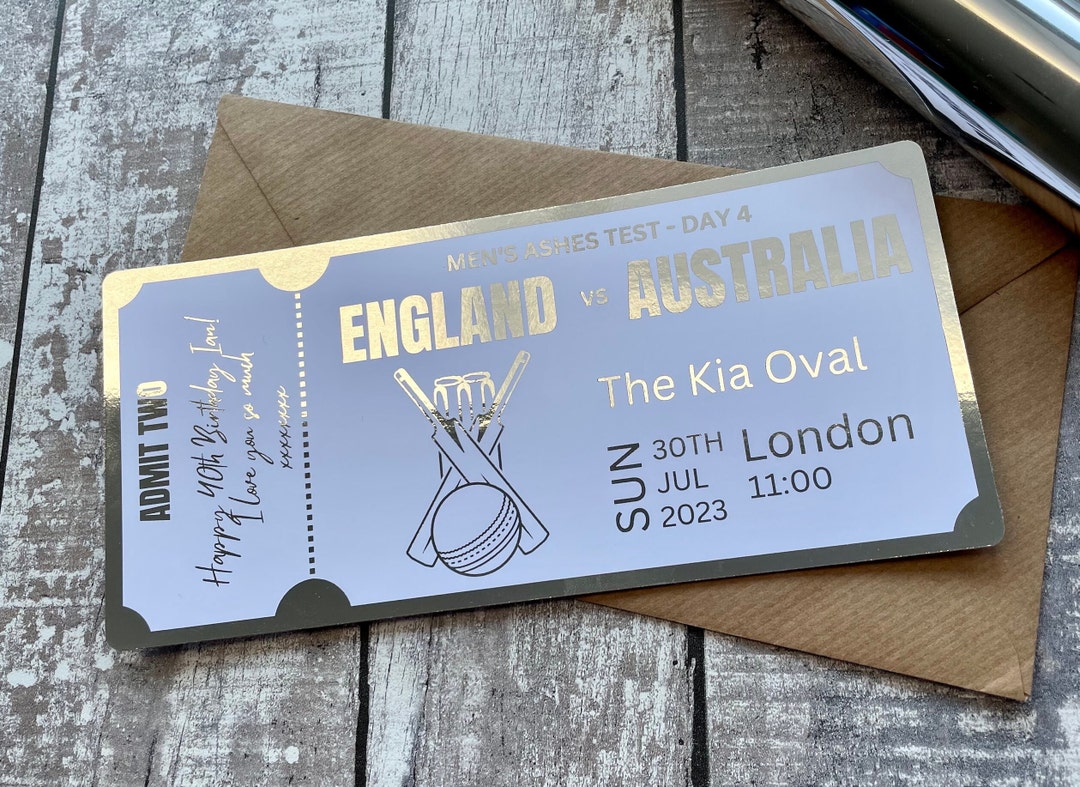 ADMIT TWO
Happy 40th Birthday Ian!
I love you so much
xxxxxxxx
MEN'S ASHES TEST - DAY 4
ENGLAND VS AUSTRALIA
The Kia Oval
SUN
30TH
JUL
2023
London
11:00